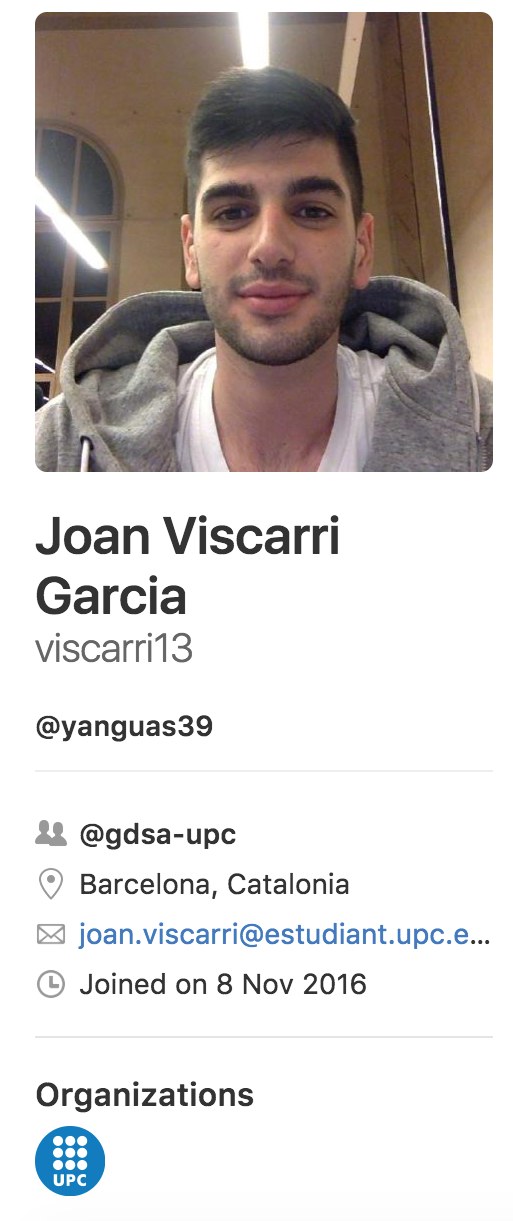 Joan Viscarri
Garcia
viscarri13
@yanguas39
@gdsa-upc
Barcelona, Catalonia
joan.viscarri@estudiant.upc.e...
Joined on 8 Nov 2016
Organizations
UPC